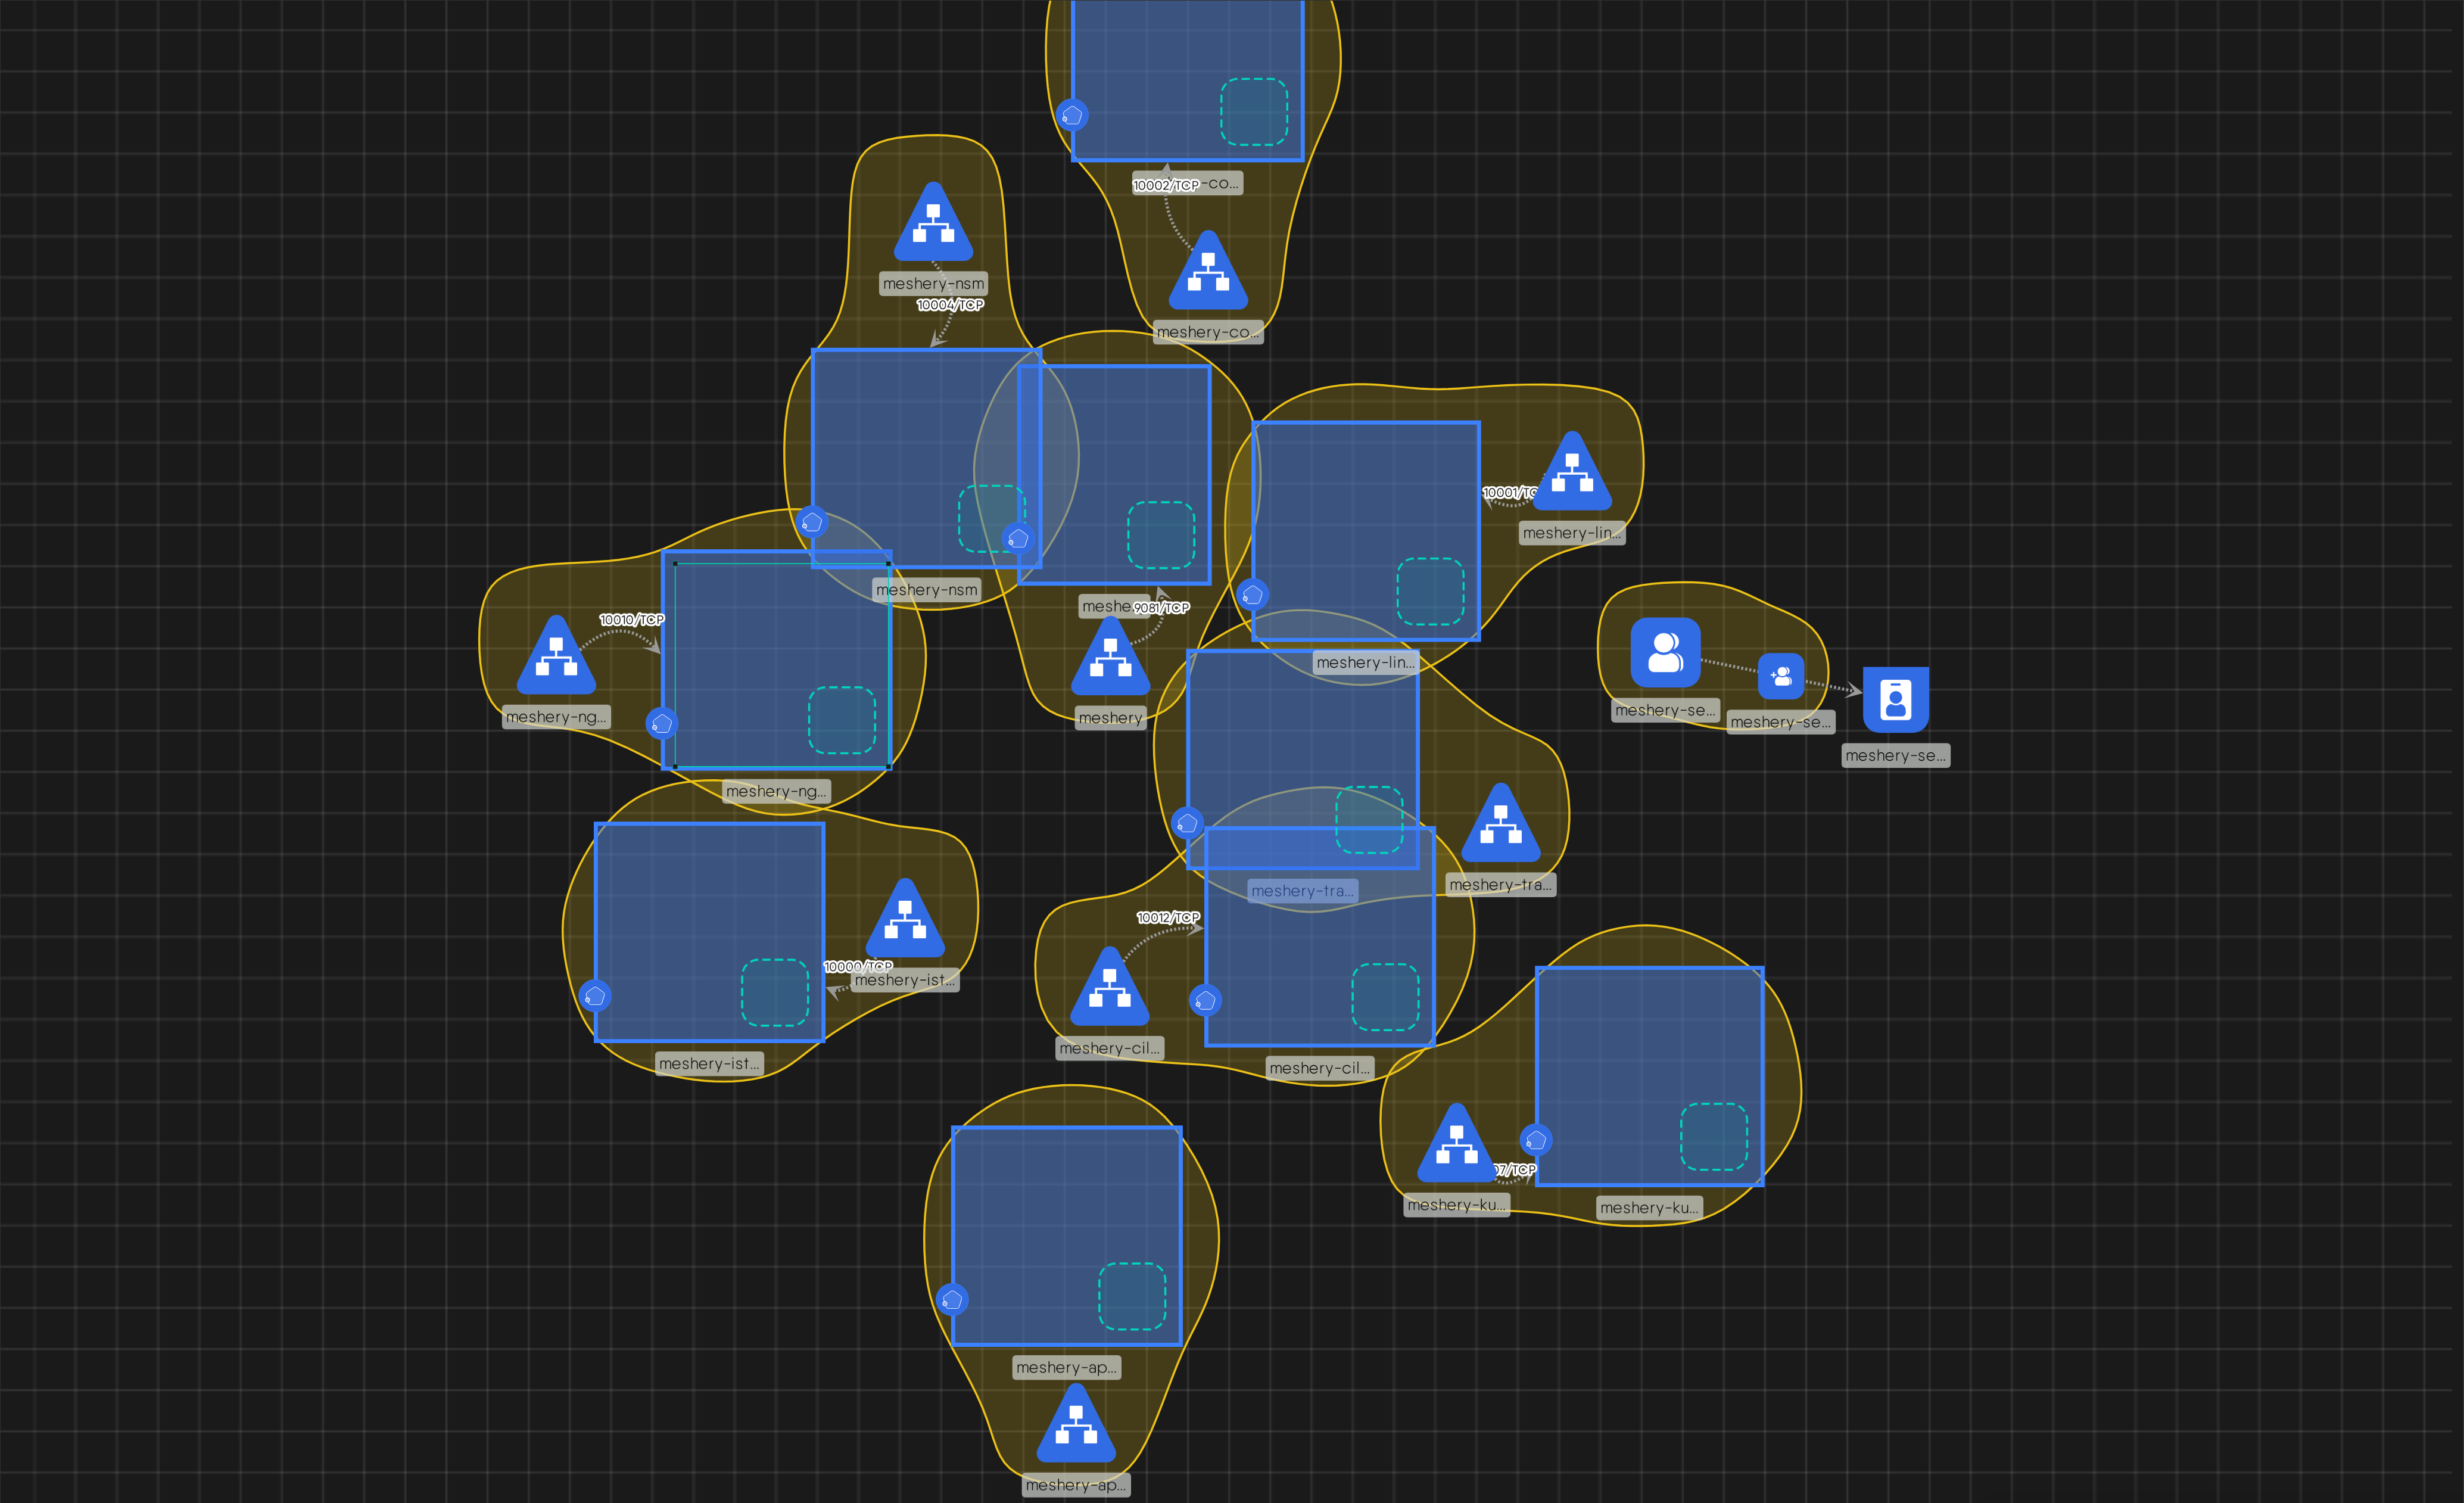 -co...
10002/TCP
meshery-co...
meshery-nsm
10004/TCP
10001/TC
meshery-lin...
meshery-nsm
meshe
9081/TCP
meshery-lin...
10010/TCP
meshery-ng...
meshery
meshery-se...
meshery-se...
meshery-se...
meshery-ng...
meshery-tra...
meshery-tra...
10012/TCP
10000/TCP
meshery-ist...
meshery-ist...
meshery-cil...
meshery-cil...
07/TCP
meshery-ku...
meshery-ku...
meshery-ap...
meshery-ap...